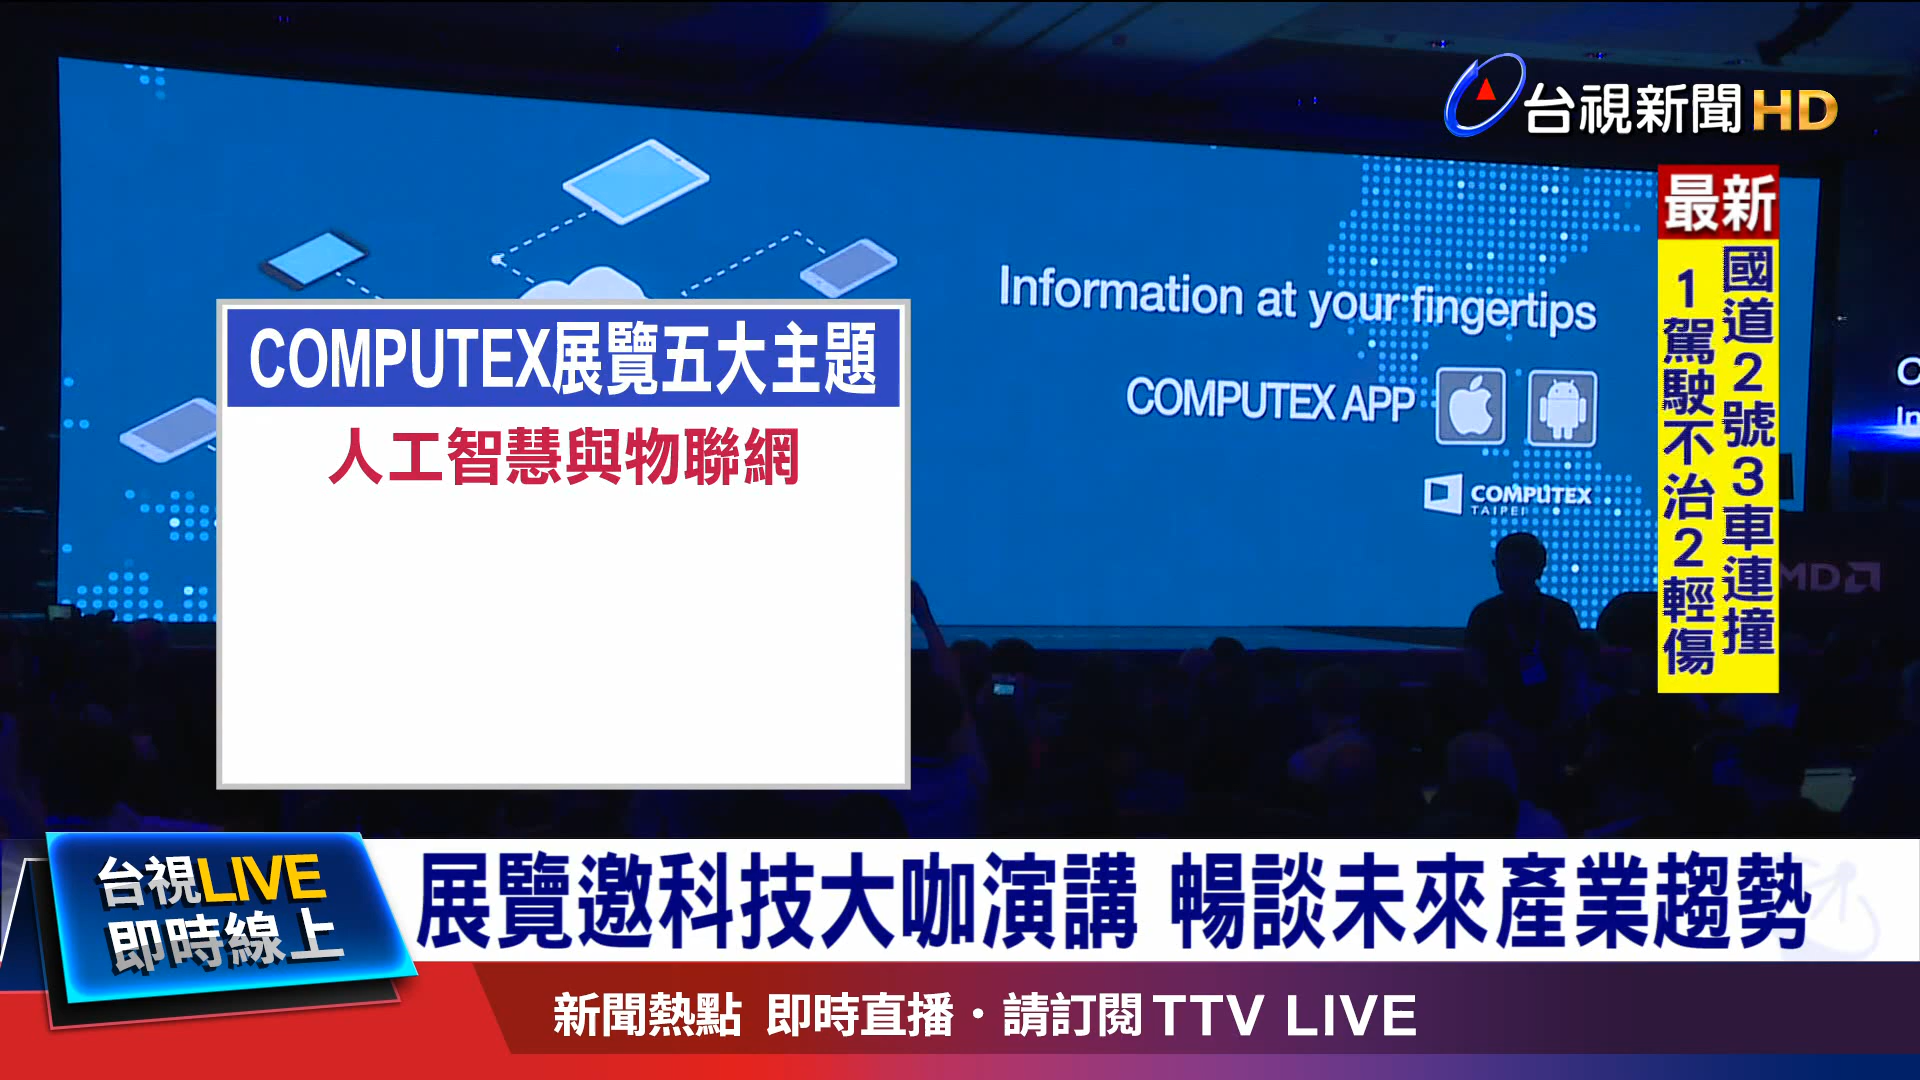 台視新聞HD
最新
國道2號3車連撞
1駕駛不治2輕傷
Information at your fingertips
COMPUTEX APP
COMPUTEX
TAIPEI
AMD
COMPUTEX展覽五大主題
人工智慧與物聯網
台視LIVE
即時線上
展覽邀科技大咖演講 暢談未來產業趨勢
新聞熱點 即時直播・請訂閱TTV LIVE